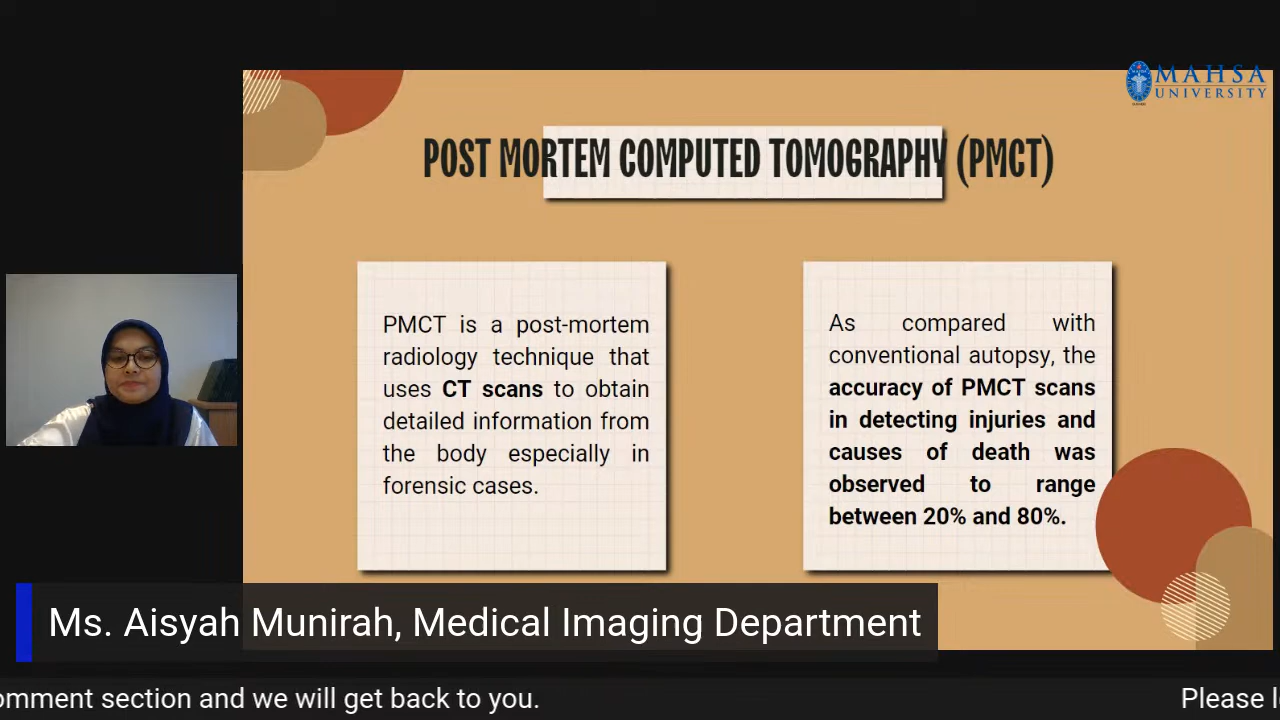 MAHSA
UNIVERSITY
POST MORTEM COMPUTED TOMOGRAPHY (PMCT)
PMCT is a post-mortem
radiology technique that
uses CT scans to obtain
detailed information from
the body especially in
forensic cases.
As compared with
conventional autopsy, the
accuracy of PMCT scans
in detecting injuries and
causes of death was
observed to range
between 20% and 80%.
Ms. Aisyah Munirah, Medical Imaging Department
comment section and we will get back to you. Please